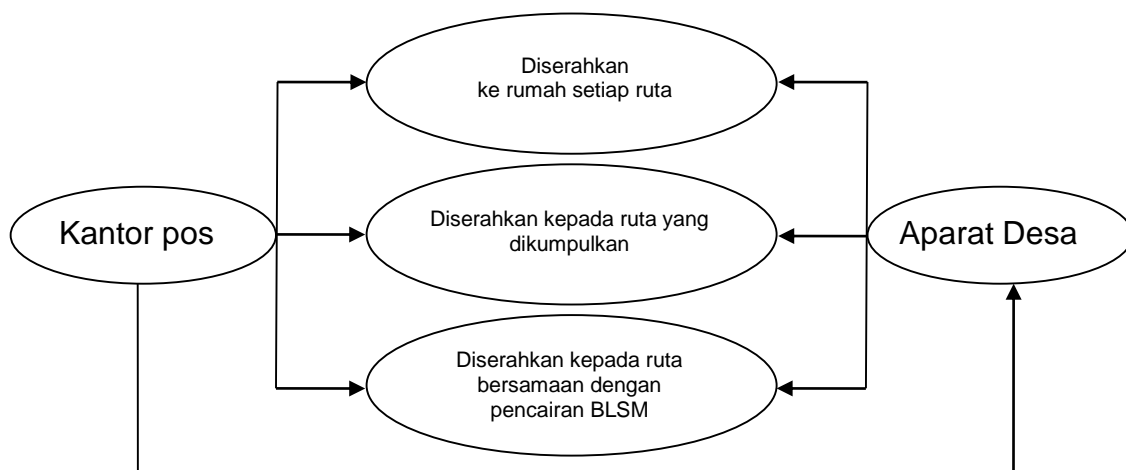 Diserahkan
ke rumah setiap ruta
Kantor pos
Diserahkan kepada ruta yang
dikumpulkan
Aparat Desa
Diserahkan kepada ruta
bersamaan dengan
pencairan BLSM